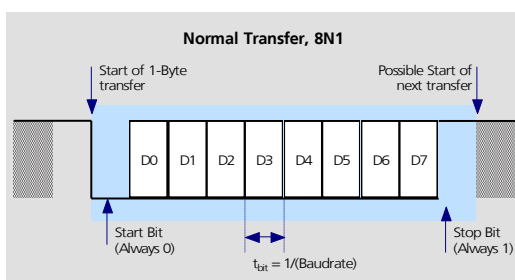 Normal Transfer, 8N1
Start of 1-Byte
transfer
Possible Start of
next transfer
D0 D1 D2 D3 D4 D5 D6 D7
Start Bit
(Always 0)
Stop Bit
(Always 1)
tbit = 1/(Baudrate)